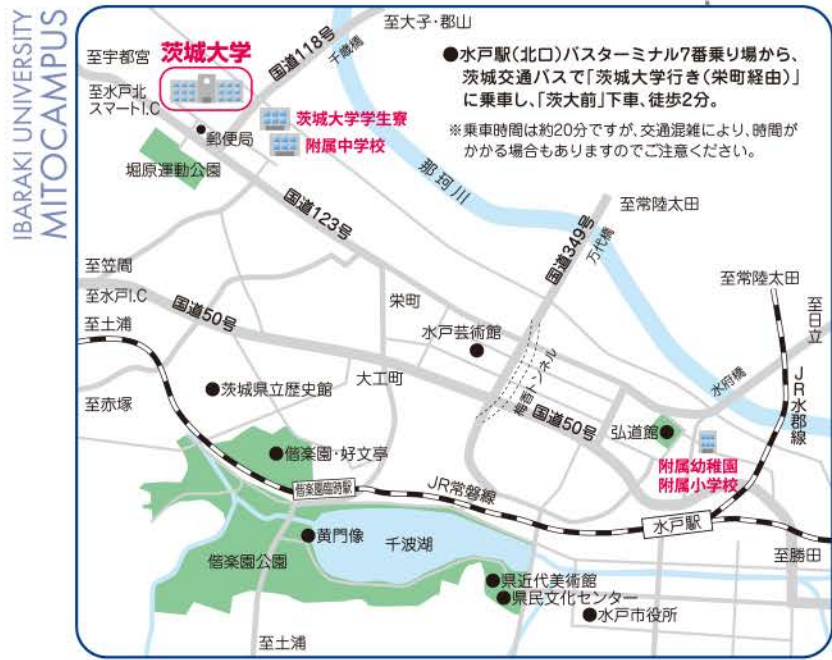 IBARAKI UNIVERSITY
MITOCAMPUS
至大子・郡山
至宇都宮
茨城大学
国道118号
千歳橋
●水戸駅(北口)バスターミナル7番乗り場から、
茨城交通バスで「茨城大学行き(栄町経由)」
に乗車し、「茨大前」下車、徒歩2分。
※乗車時間は約20分ですが、交通混雑により、時間が
かかる場合もありますのでご注意ください。
至水戸北
スマートI.C
郵便局
茨城大学学生寮
附属中学校
堀原運動公園
那珂川
国道123号
至常陸太田
国道349号
万代橋
至笠間
至水戸I.C
国道50号
栄町
至常陸太田
至日立
至土浦
水戸芸術館
大工町
梅香トンネル
水府橋
JR水郡線
茨城県立歴史館
至赤塚
国道50号
弘道館
偕楽園・好文亭
附属幼稚園
附属小学校
偕楽園臨時駅
JR常磐線
水戸駅
黄門像
千波湖
偕楽園公園
至勝田
県近代美術館
県民文化センター
水戸市役所
至土浦